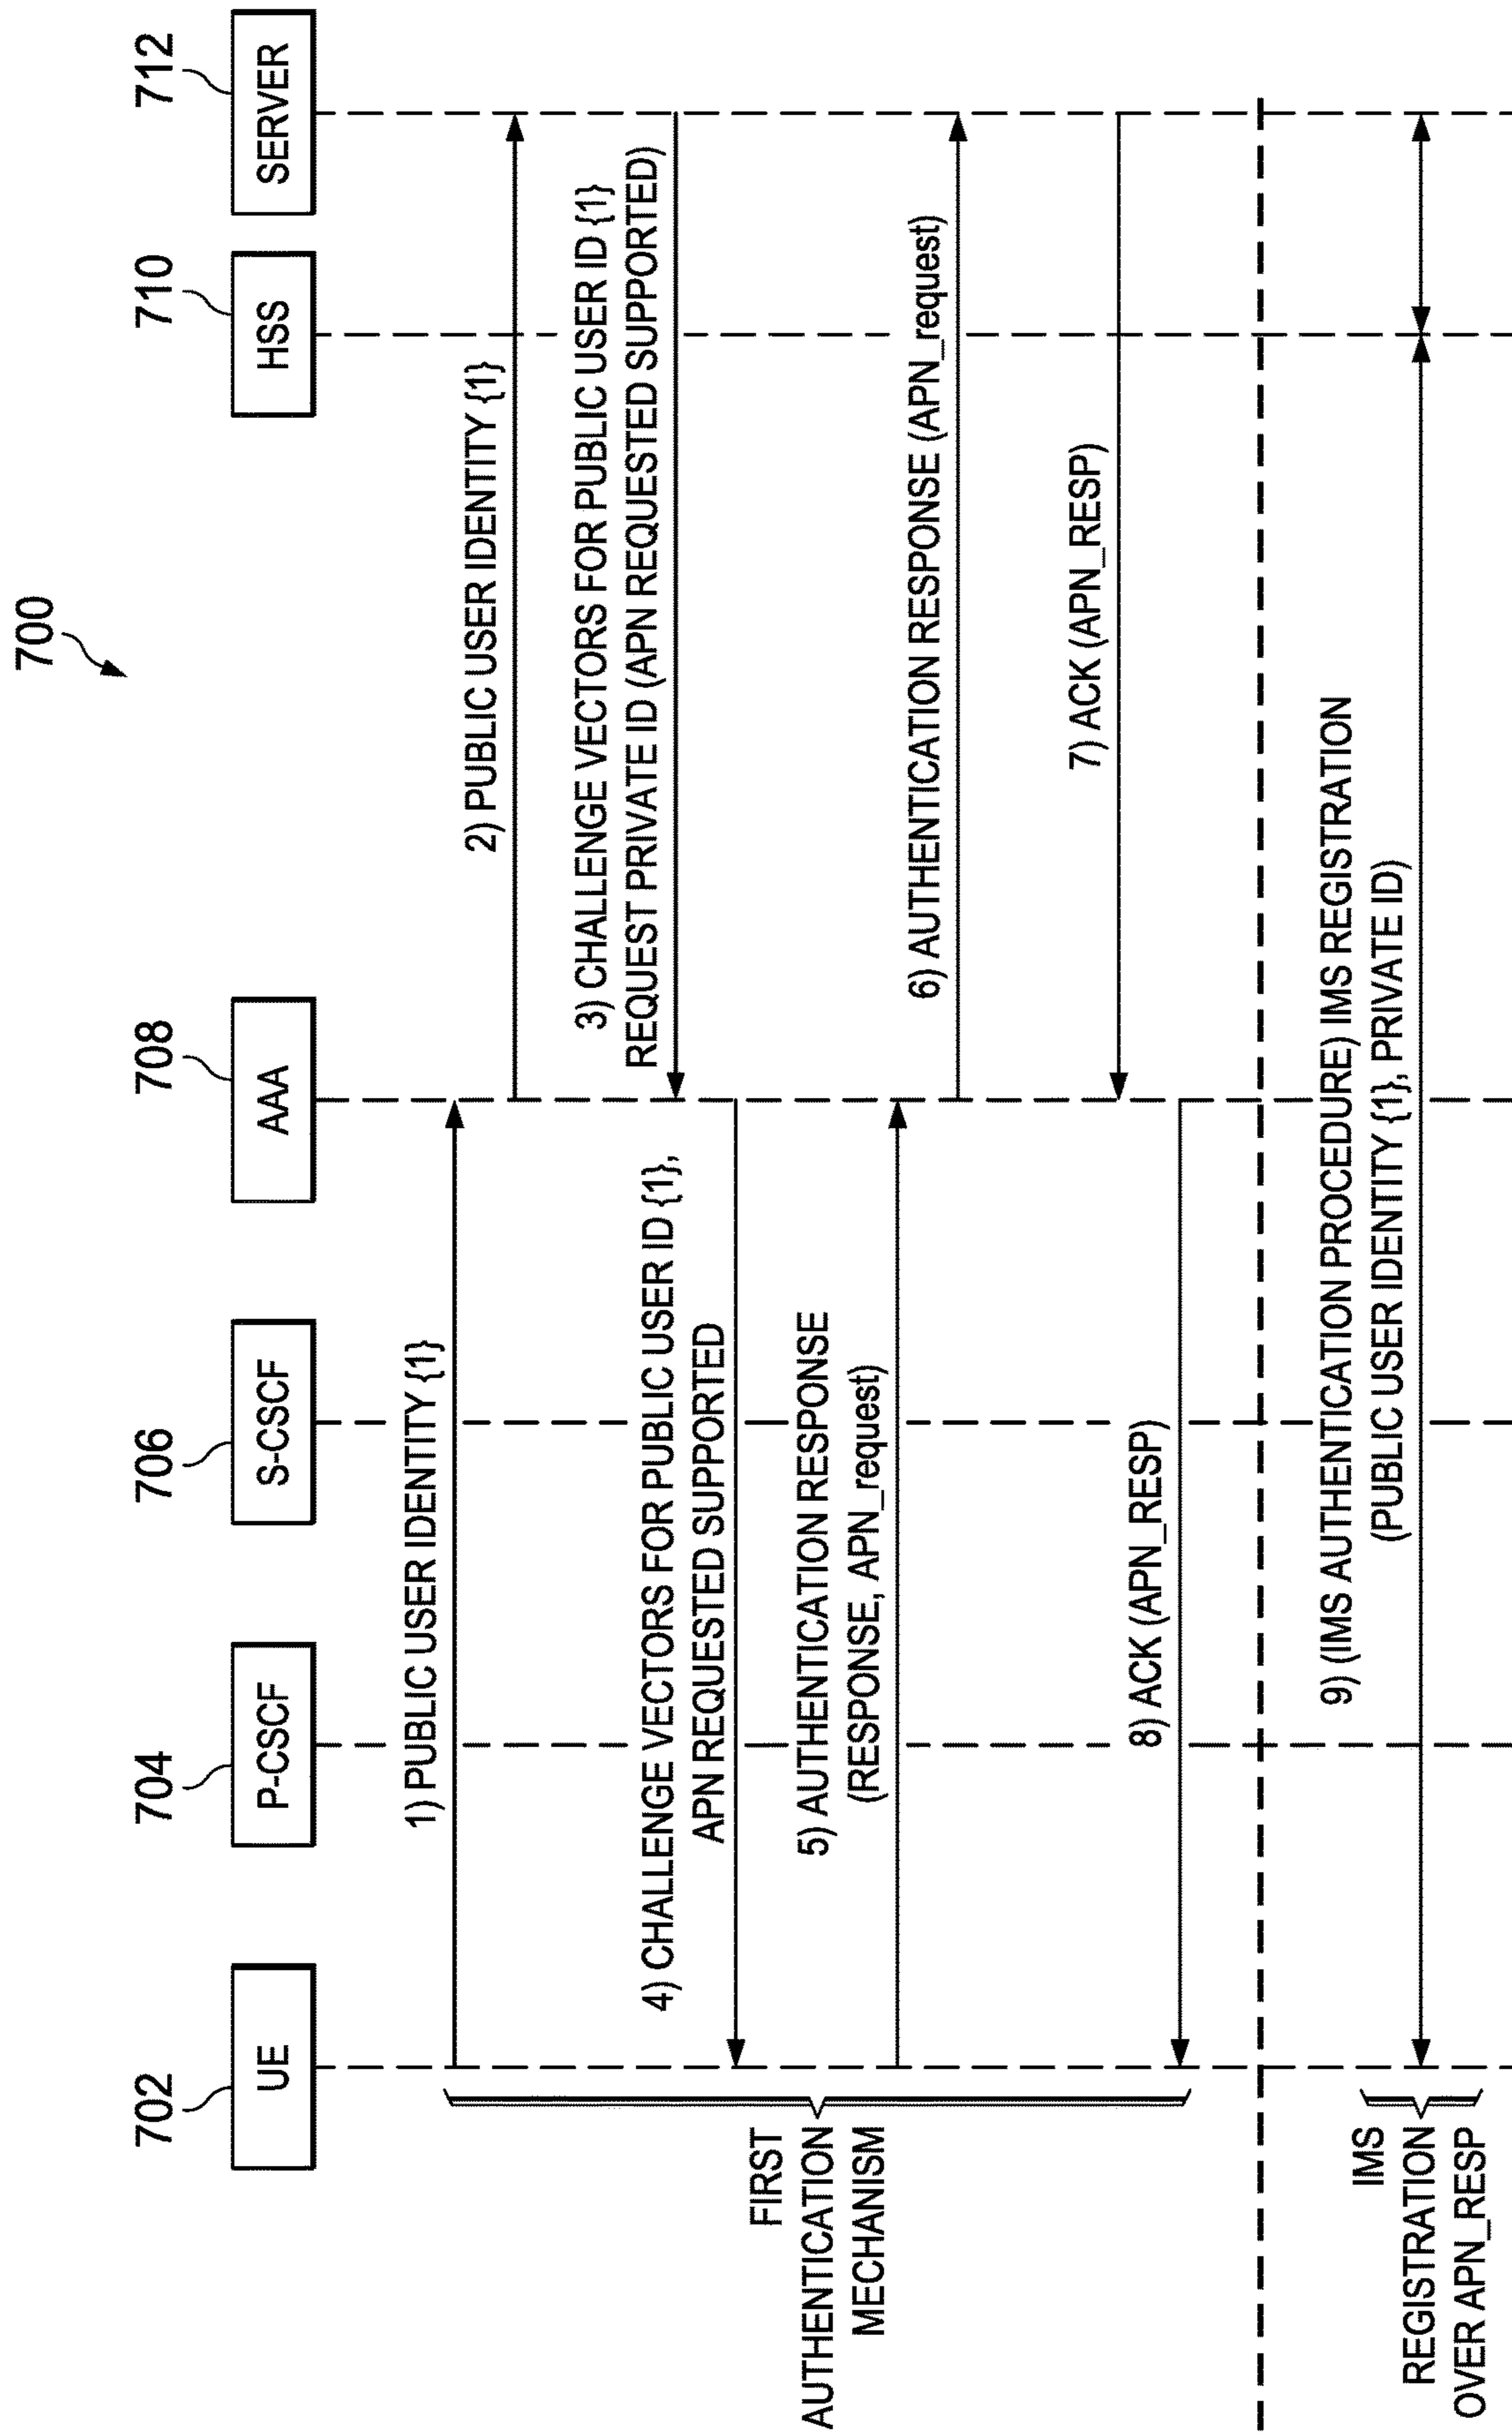 700
702
704
706
708
710
712
UE
P-CSCF
S-CSCF
AAA
HSS
SERVER
1) PUBLIC USER IDENTITY {1}
2) PUBLIC USER IDENTITY {1}
3) CHALLENGE VECTORS FOR PUBLIC USER ID {1}
REQUEST PRIVATE ID (APN REQUESTED SUPPORTED)
4) CHALLENGE VECTORS FOR PUBLIC USER ID {1},
APN REQUESTED SUPPORTED
FIRST
AUTHENTICATION
MECHANISM
5) AUTHENTICATION RESPONSE
(RESPONSE, APN_request)
6) AUTHENTICATION RESPONSE (APN_request)
7) ACK (APN_RESP)
8) ACK (APN_RESP)
IMS
REGISTRATION
OVER APN_RESP
9) (IMS AUTHENTICATION PROCEDURE) IMS REGISTRATION
(PUBLIC USER IDENTITY {1}, PRIVATE ID)